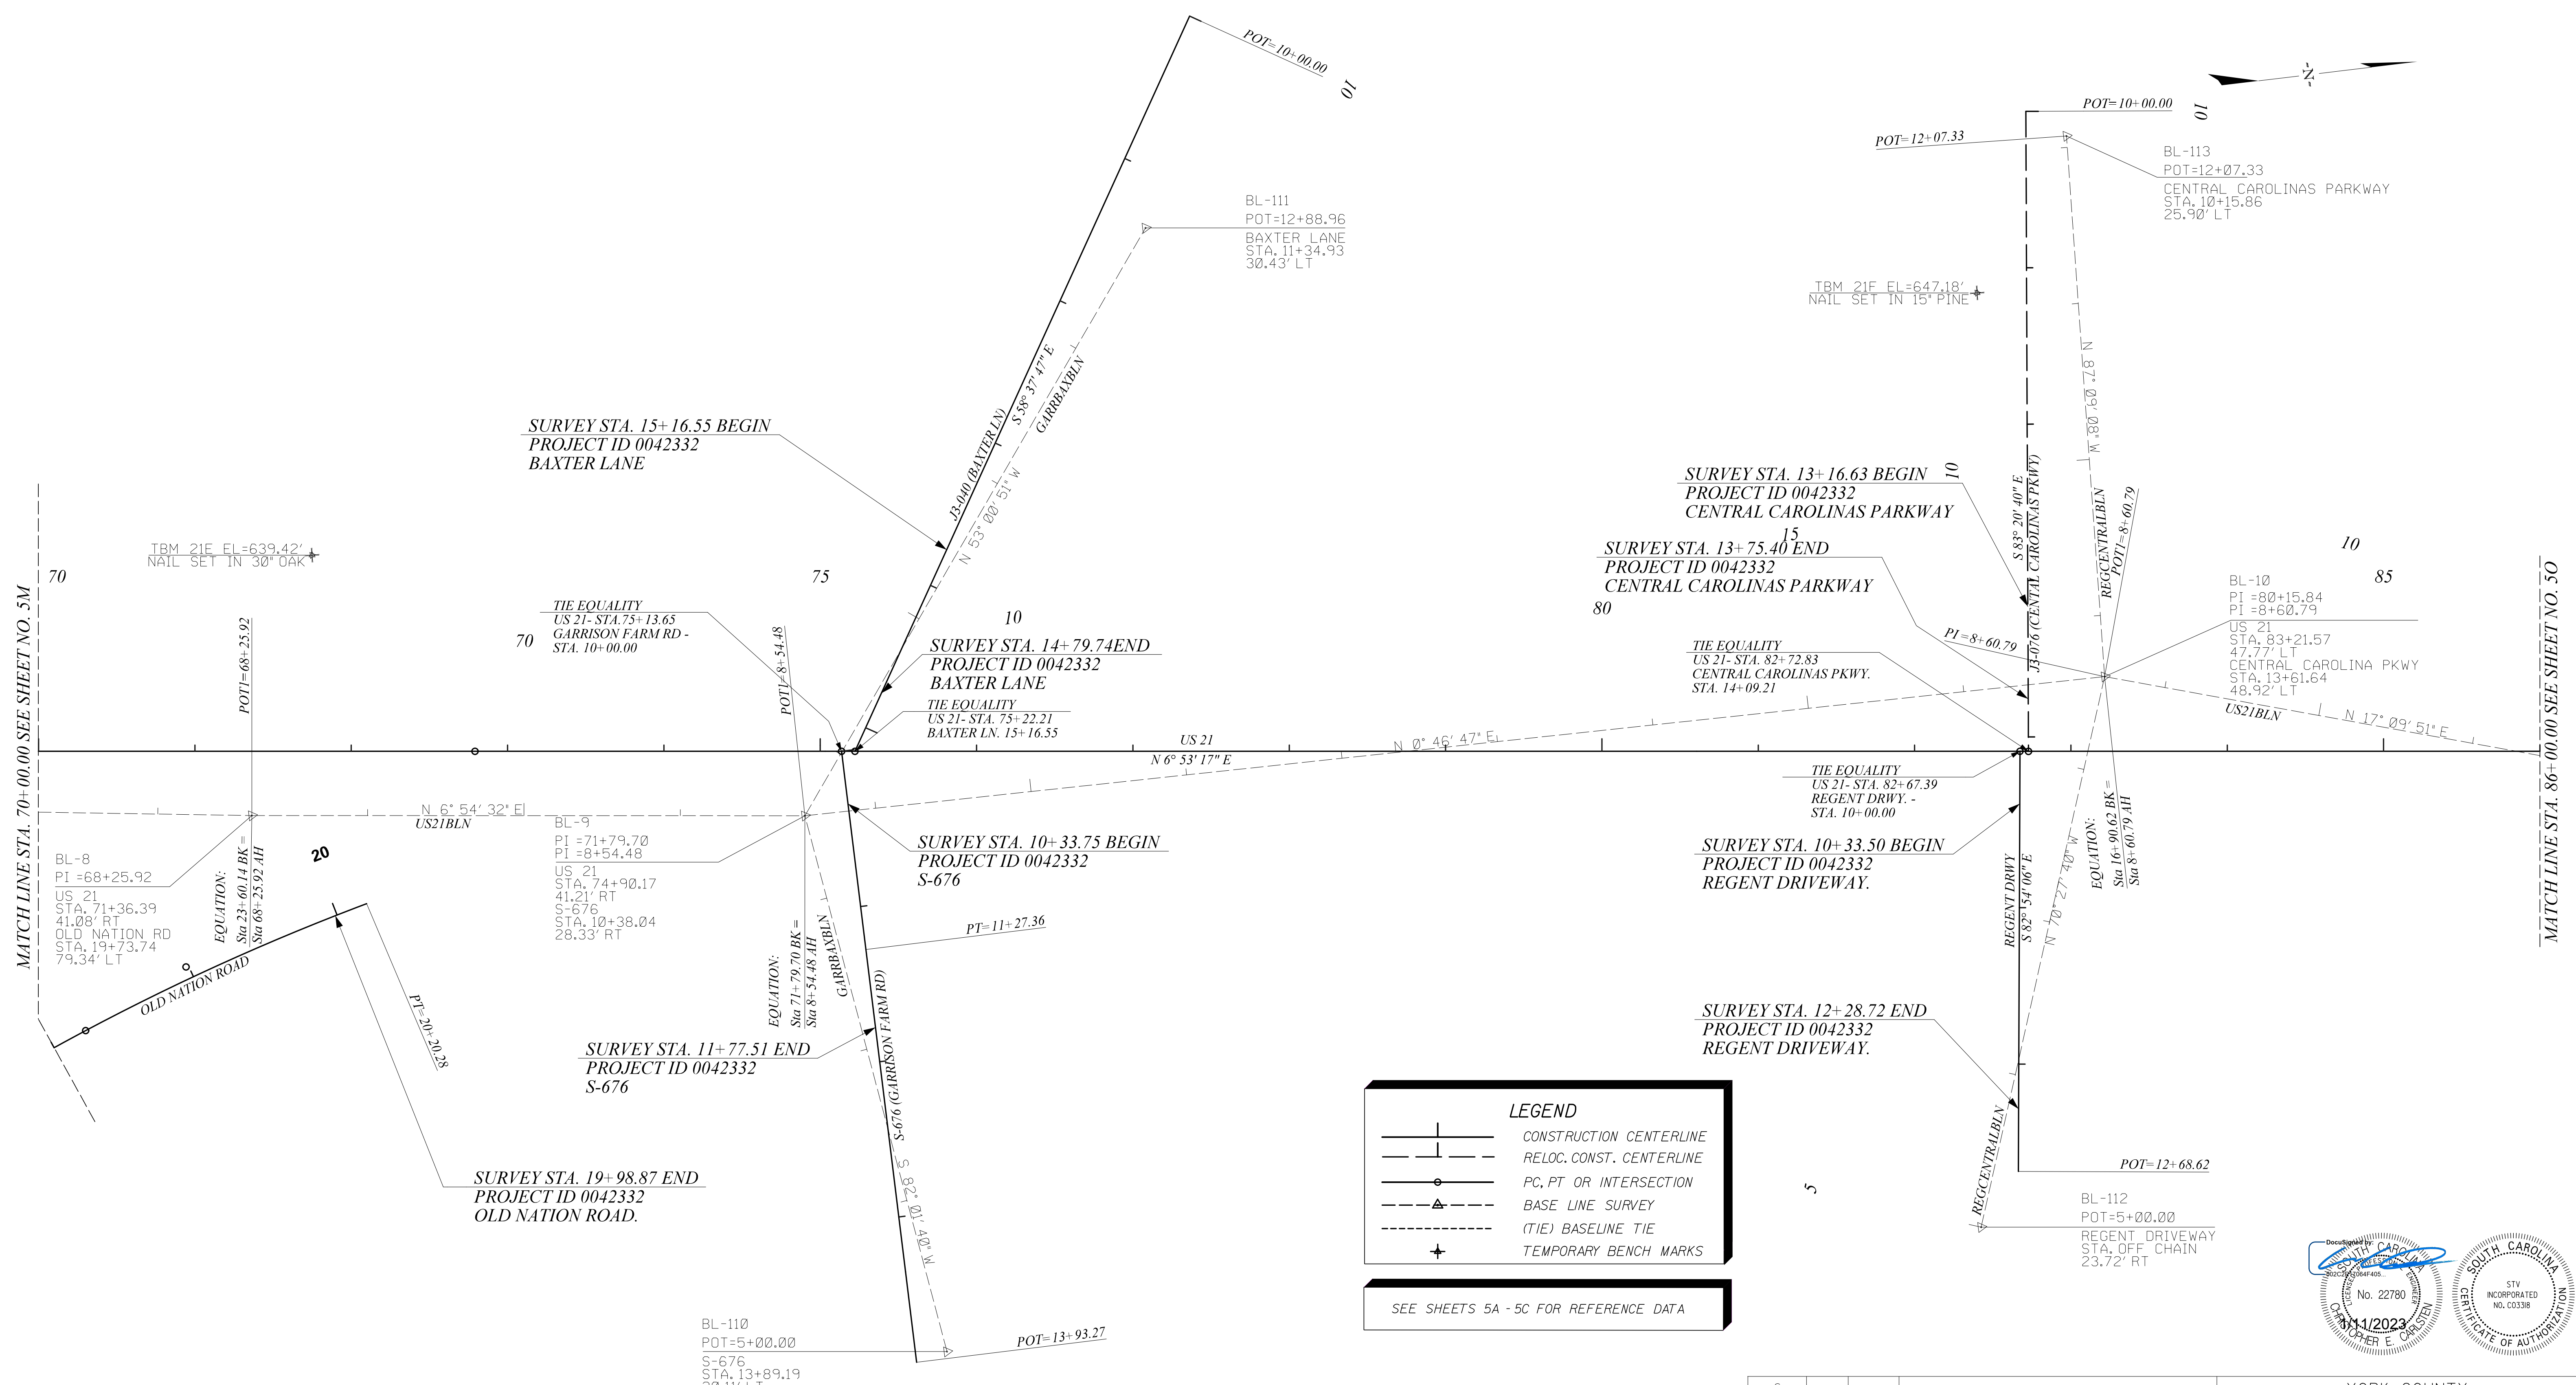 POT=10+00.00
10
N
POT=10+00.00
10
POT=12+07.33
BL-113
POT=12+07.33
CENTRAL CAROLINAS PARKWAY
STA. 10+15.86
25.90' LT
BL-111
POT=12+88.96
BAXTER LANE
STA. 11+34.93
30.43' LT
TBM 21F EL=647.18'
NAIL SET IN 15" PINE
N 87° 09' 08" W
S 58° 37' 47" E
J3-040 (BAXTER LN)
GARRBAXBLN
N 53° 00' 51" W
SURVEY STA. 15+16.55 BEGIN
PROJECT ID 0042332
BAXTER LANE
SURVEY STA. 13+16.63 BEGIN
PROJECT ID 0042332
CENTRAL CAROLINAS PARKWAY
10
S 83° 20' 40" E
J3-076 (CENTAL CAROLINAS PKWY)
REGCENTRALBLN
POT1=8+60.79
15
SURVEY STA. 13+75.40 END
PROJECT ID 0042332
CENTRAL CAROLINAS PARKWAY
10
85
80
MATCH LINE STA. 70+00.00 SEE SHEET NO. 5M
TBM 21E EL=639.42'
NAIL SET IN 30" OAK
70
75
TIE EQUALITY
US 21- STA.75+13.65
GARRISON FARM RD -
STA. 10+00.00
70
10
SURVEY STA. 14+79.74END
PROJECT ID 0042332
BAXTER LANE
TIE EQUALITY
US 21- STA. 75+22.21
BAXTER LN. 15+16.55
POT1=68+25.92
POT1=8+54.48
PI=8+60.79
TIE EQUALITY
US 21- STA. 82+72.83
CENTRAL CAROLINAS PKWY.
STA. 14+09.21
BL-10
PI =80+15.84
PI =8+60.79
US 21
STA. 83+21.57
47.77' LT
CENTRAL CAROLINA PKWY
STA. 13+61.64
48.92' LT
US21BLN
N 17° 09' 51" E
MATCH LINE STA. 86+00.00 SEE SHEET NO. 5O
US 21
N 6° 53' 17" E
N 0° 46' 47" E
TIE EQUALITY
US 21- STA. 82+67.39
REGENT DRWY. -
STA. 10+00.00
N 6° 54' 32" E
US21BLN
BL-8
PI =68+25.92
US 21
STA. 71+36.39
41.08' RT
OLD NATION RD
STA. 19+73.74
79.34' LT
EQUATION:
Sta 23+60.14 BK =
Sta 68+25.92 AH
20
BL-9
PI =71+79.70
PI =8+54.48
US 21
STA. 74+90.17
41.21' RT
S-676
STA. 10+38.04
28.33' RT
SURVEY STA. 10+33.75 BEGIN
PROJECT ID 0042332
S-676
PT=11+27.36
EQUATION:
Sta 71+79.70 BK =
Sta 8+54.48 AH
GARRBAXBLN
SURVEY STA. 10+33.50 BEGIN
PROJECT ID 0042332
REGENT DRIVEWAY.
REGENT DRWY
S 82° 54' 06" E
N 70° 27' 40" W
EQUATION:
Sta 16+90.62 BK =
Sta 8+60.79 AH
OLD NATION ROAD
PT=20+20.28
SURVEY STA. 11+77.51 END
PROJECT ID 0042332
S-676
S-676 (GARRISON FARM RD)
S 82° 01' 40" W
SURVEY STA. 12+28.72 END
PROJECT ID 0042332
REGENT DRIVEWAY.
SURVEY STA. 19+98.87 END
PROJECT ID 0042332
OLD NATION ROAD.
REGCENTRALBLN
POT=12+68.62
BL-112
POT=5+00.00
REGENT DRIVEWAY
STA. OFF CHAIN
23.72' RT
5
LEGEND
CONSTRUCTION CENTERLINE
RELOC. CONST. CENTERLINE
PC, PT OR INTERSECTION
BASE LINE SURVEY
(TIE) BASELINE TIE
TEMPORARY BENCH MARKS
SEE SHEETS 5A - 5C FOR REFERENCE DATA
BL-110
POT=5+00.00
S-676
STA. 13+89.19
POT=13+93.27
DocuSigned by:
SOUTH CAROLINA
LICENSED PROFESSIONAL ENGINEER
No. 22780
1/11/2023
CHRISTOPHER E. CARLSTEN
SOUTH CAROLINA
STV
INCORPORATED
NO. C03318
CERTIFICATE OF AUTHORIZATION
YORK COUNTY